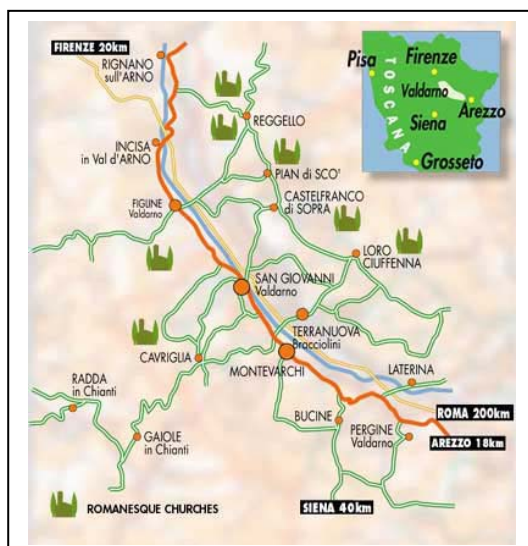 FIRENZE 20km
RIGNANO
sull'ARNO
REGGELLO
INCISA
in Val d'ARNO
PIAN di SCO'
FIGLINE
Valdarno
CASTELFRANCO
di SOPRA
LORO
CIUFFENNA
SAN GIOVANNI
Valdarno
TERRANUOVA
Bracciolini
CAVRIGLIA
MONTEVARCHI
LATERINA
RADDA
in Chianti
BUCINE
PERGINE
Valdarno
ROMA 200km
AREZZO 18km
GAIOLE
in Chianti
SIENA 40km
ROMANESQUE CHURCHES
Pisa
Firenze
TOSCANA
Valdarno
Arezzo
Siena
Grosseto